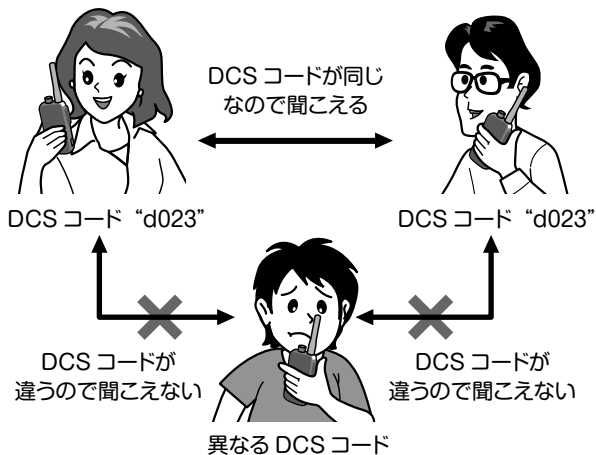 DCS コードが同じ
なので聞こえる
DCS コード “d023”
DCS コード “d023”
DCS コードが
違うので聞こえない
DCS コードが
違うので聞こえない
異なる DCS コード